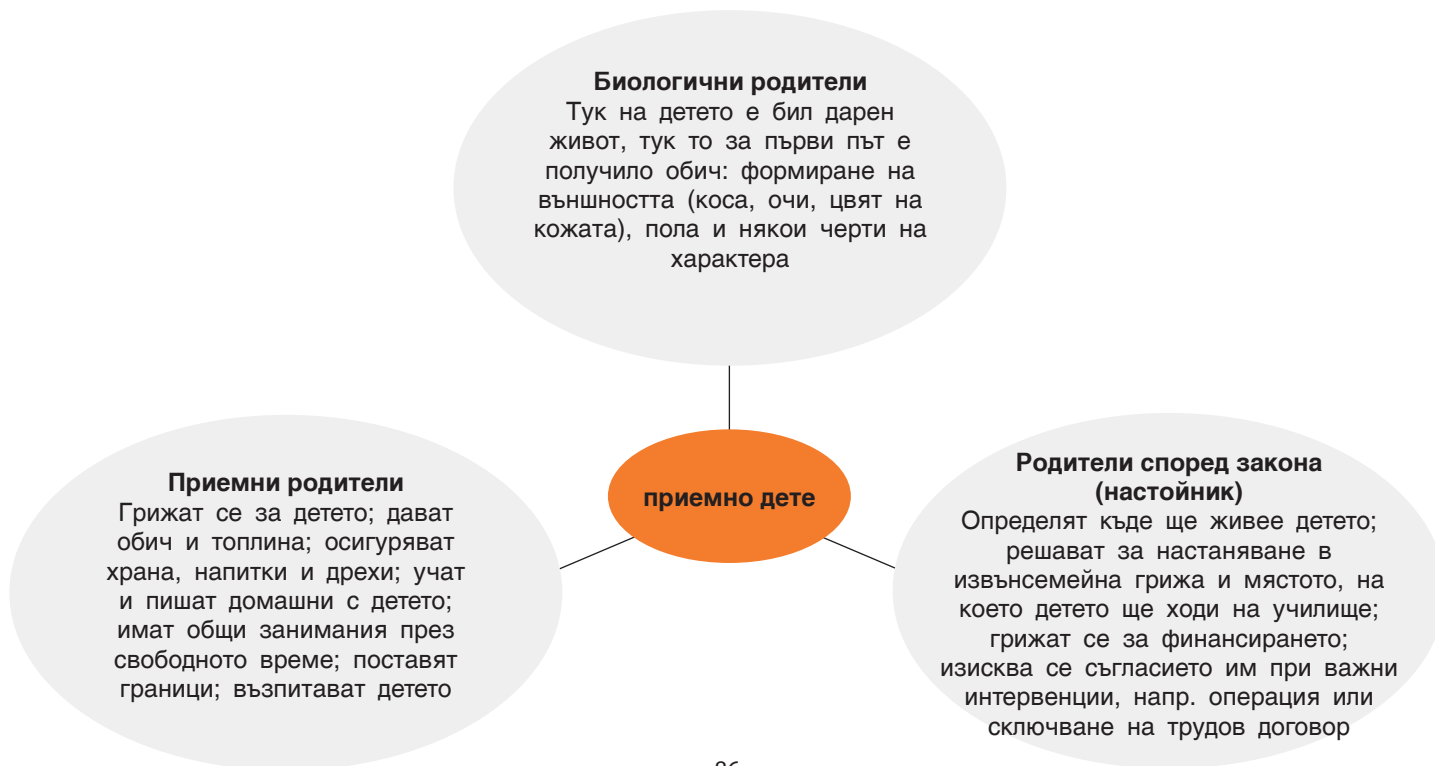 Биологични родители
Тук на детето е бил дарен
живот, тук то за първи път е
получило обич: формиране на
външността (коса, очи, цвят на
кожата), пола и някои черти на
характера
приемно дете
Приемни родители
Грижат се за детето; дават
обич и топлина; осигуряват
храна, напитки и дрехи; учат
и пишат домашни с детето;
имат общи занимания през
свободното време; поставят
граници; възпитават детето
Родители според закона
(настойник)
Определят къде ще живее детето;
решават за настаняване в
извънсемейна грижа и мястото, на
което детето ще ходи на училище;
грижат се за финансирането;
изисква се съгласието им при важни
интервенции, напр. операция или
сключване на трудов договор